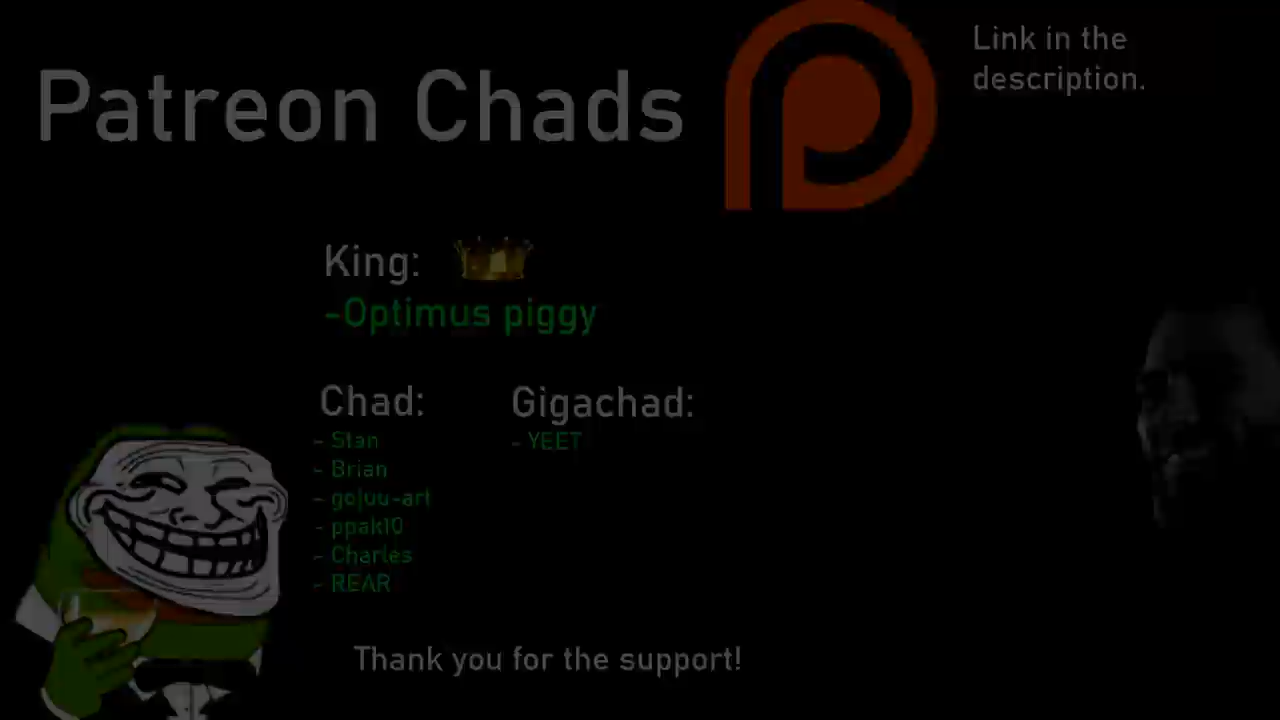 Patreon Chads
Link in the
description.
King:
-Optimus piggy
Chad:
- Stan
- Brian
- gojuu-art
- ppak10
- Charles
- REAR
Gigachad:
- YEET
Thank you for the support!